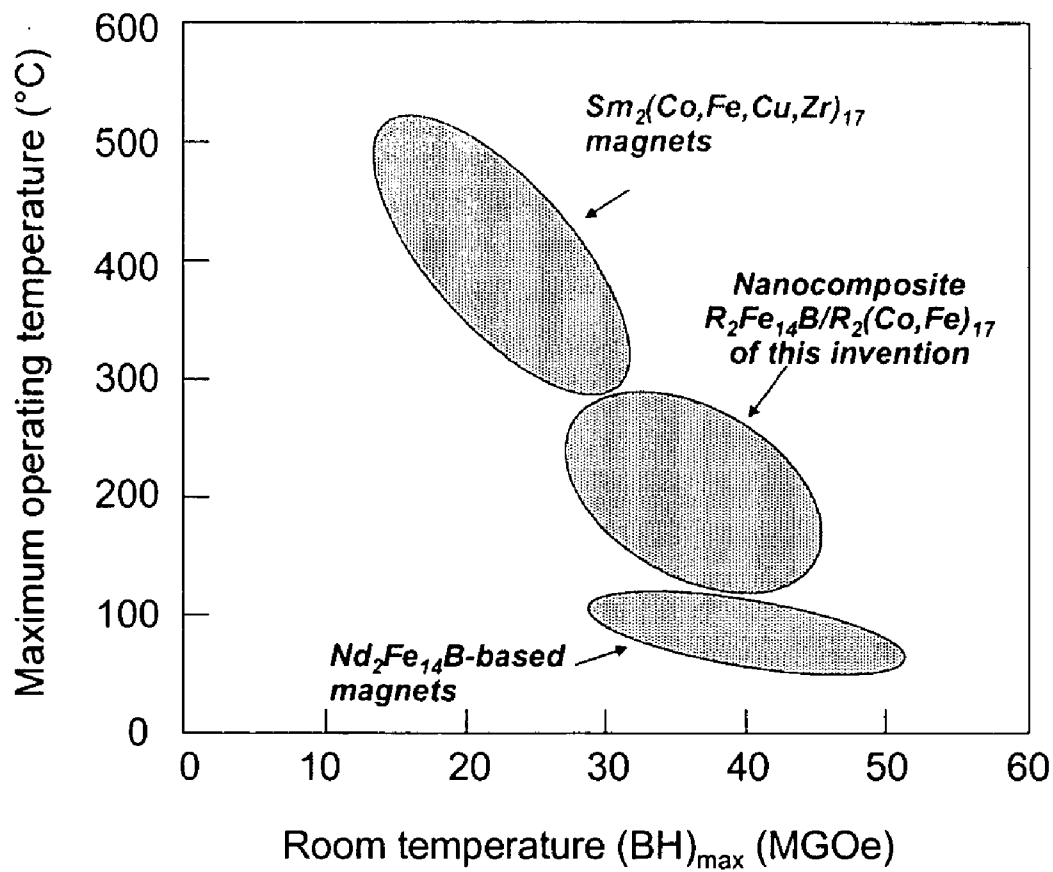 600
500
400
300
200
100
0
Maximum operating temperature (°C)
Sm₂(Co,Fe,Cu,Zr)₁₇
magnets
Nanocomposite
R₂Fe₁₄B/R₂(Co,Fe)₁₇
of this invention
Nd₂Fe₁₄B-based
magnets
0 10 20 30 40 50 60
Room temperature (BH)ₘₐₓ (MGOe)